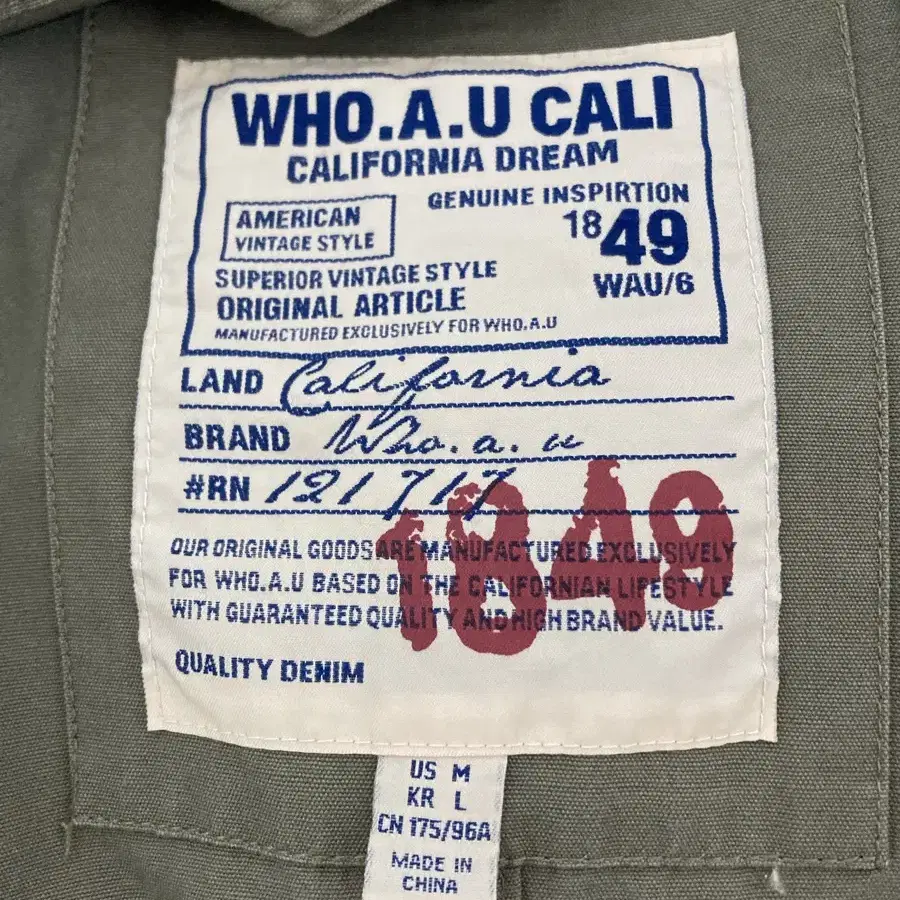 WHO.A.U CALI
CALIFORNIA DREAM
AMERICAN
VINTAGE STYLE
GENUINE INSPIRTION
1849
WAU/6
SUPERIOR VINTAGE STYLE
ORIGINAL ARTICLE
MANUFACTURED EXCLUSIVELY FOR WHO.A.U
LAND California
BRAND Who.a.u
#RN 121717
1849
OUR ORIGINAL GOODS ARE MANUFACTURED EXCLUSIVELY
FOR WHO.A.U BASED ON THE CALIFORNIAN LIFESTYLE
WITH GUARANTEED QUALITY AND HIGH BRAND VALUE.
QUALITY DENIM
US M
KR L
CN 175/96A
MADE IN
CHINA